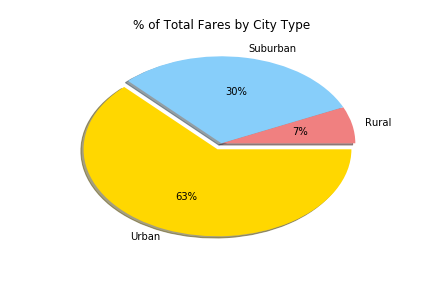 % of Total Fares by City Type
Suburban
30%
Rural
7%
63%
Urban